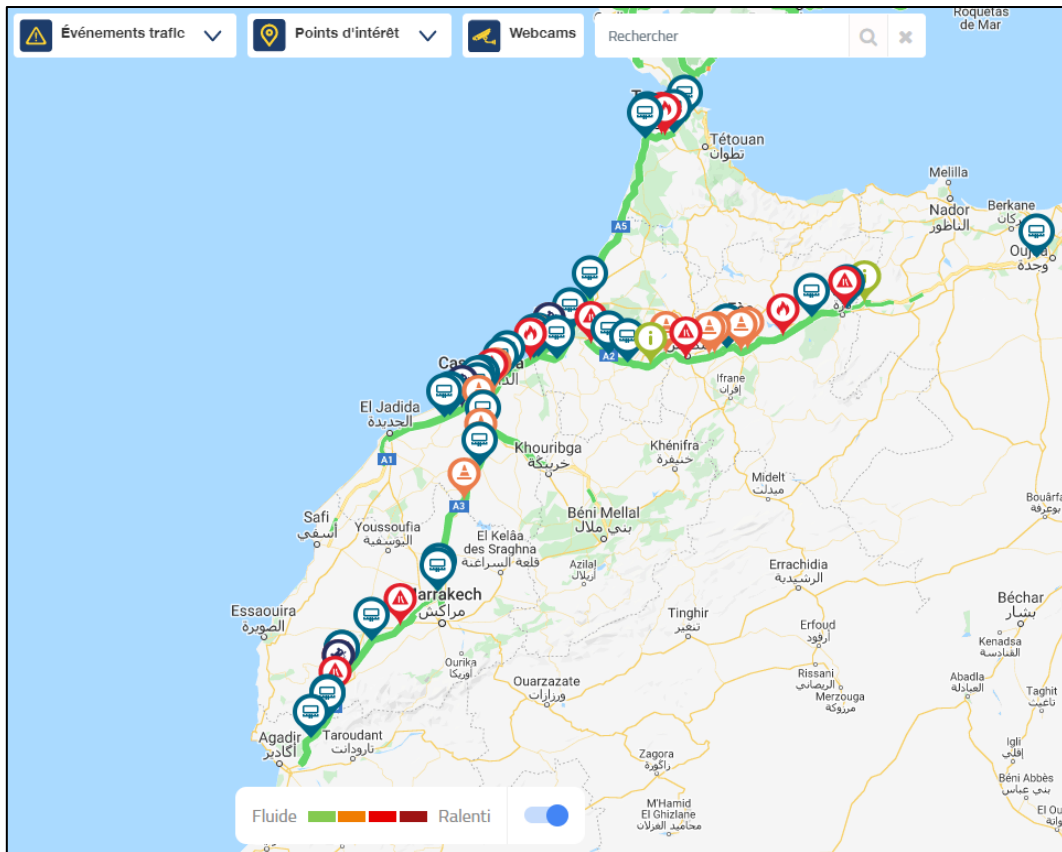 Événements trafic
Points d'intérêt
Webcams
Rechercher
Roquetas
de Mar
Tétouan
تطوان
Melilla
Nador
الناظور
Berkane
بركان
وجدة
A5
A2
Ifrane
إفران
El Jadida
الجديدة
A1
Khouribga
خريبكة
Khénifra
خنيفرة
Midelt
ميدلت
Bouârfa
بوعرفة
A3
Safi
أسفي
Youssoufia
اليوسفية
El Kelâa
des Sraghna
قلعة السراغنة
Béni Mellal
بني ملال
Azilal
أزيلال
Errachidia
الرشيدية
Béchar
بشار
Marrakech
مراكش
Essaouira
الصويرة
Tinghir
تنغير
Erfoud
أرفود
Kenadsa
القنادسة
Ourika
أوريكا
Ouarzazate
ورزازات
Rissani
الريصاني
Merzouga
مرزوكة
Abadla
العبادلة
Taghit
تاغيت
Agadir
أكادير
Taroudant
تارودانت
Zagora
زاكورة
Igli
إقلي
Béni Abbès
بني عباس
M'Hamid
El Ghizlane
محاميد الغزلان
Fluide
Ralenti